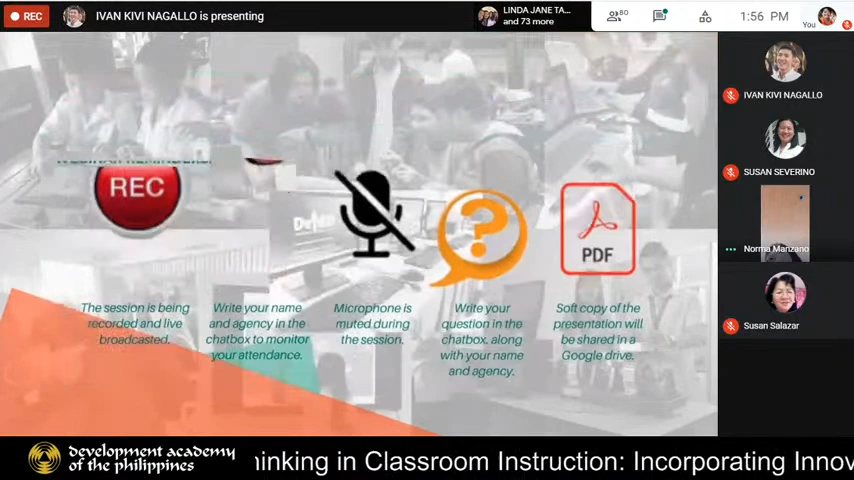 REC
IVAN KIVI NAGALLO is presenting
LINDA JANE TA...
and 73 more
80
1:56 PM
You
IVAN KIVI NAGALLO
SUSAN SEVERINO
Norma Manzano
Susan Salazar
WEBINAR REMINDERS:
REC
PDF
The session is being
recorded and live
broadcasted.
Write your name
and agency in the
chatbox to monitor
your attendance.
Microphone is
muted during
the session.
Write your
question in the
chatbox. along
with your name
and agency.
Soft copy of the
presentation will
be shared in a
Google drive.
development academy
of the philippines
hinking in Classroom Instruction: Incorporating Innov